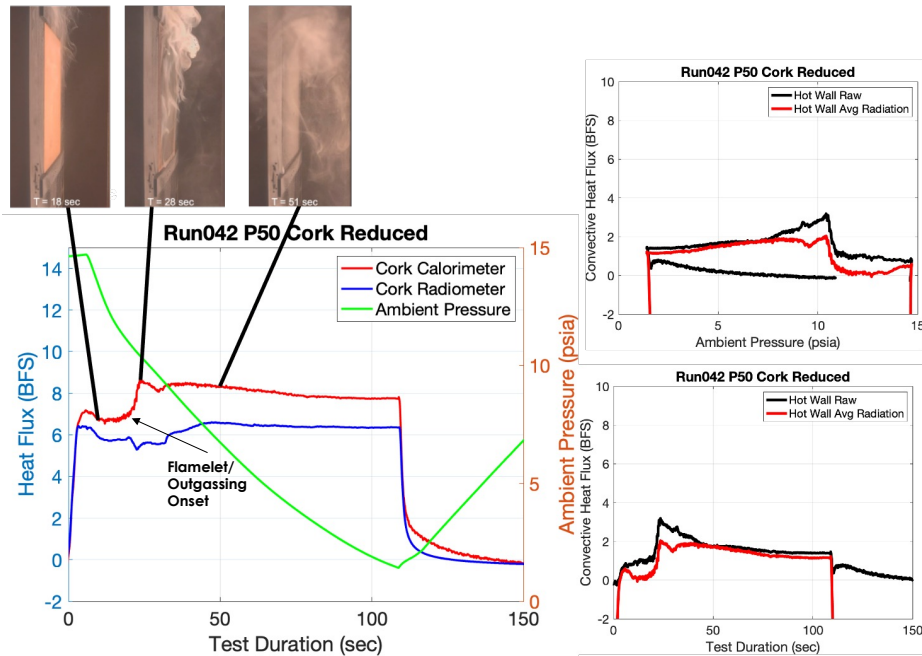 T = 18 sec
T = 28 sec
T = 51 sec
Run042 P50 Cork Reduced
Cork Calorimeter
Cork Radiometer
Ambient Pressure
Flamelet/
Outgassing
Onset
Heat Flux (BFS)
14
12
10
8
6
4
2
0
-2
Ambient Pressure (psia)
15
10
5
0
0
50
100
150
Test Duration (sec)
Run042 P50 Cork Reduced
Hot Wall Raw
Hot Wall Avg Radiation
Convective Heat Flux (BFS)
10
8
6
4
2
0
-2
0
5
10
15
Ambient Pressure (psia)
Run042 P50 Cork Reduced
Hot Wall Raw
Hot Wall Avg Radiation
Convective Heat Flux (BFS)
10
8
6
4
2
0
-2
0
50
100
150
Test Duration (sec)